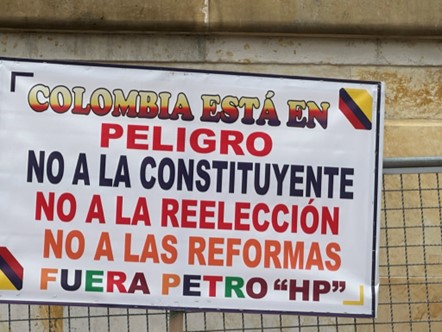 COLOMBIA ESTÁ EN
PELIGRO
NO A LA CONSTITUYENTE
NO A LA REELECCIÓN
NO A LAS REFORMAS
FUERA PETRO "HP"